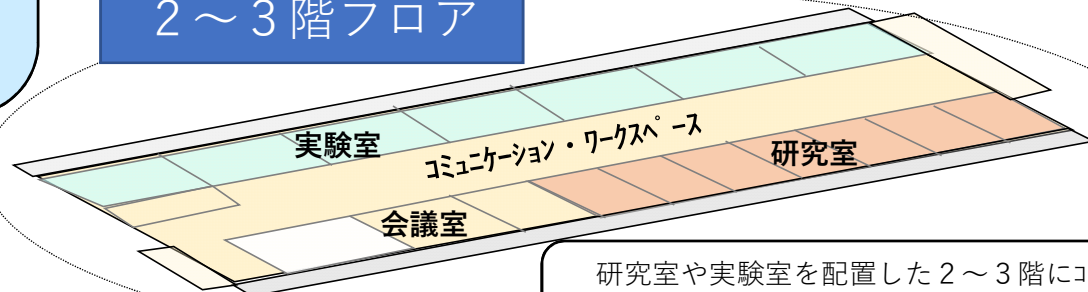 ２～３階フロア
実験室
ｺﾐｭﾆｹｰｼｮﾝ・ﾜｰｸｽﾍﾟｰｽ
研究室
会議室
研究室や実験室を配置した２～３階にｺ